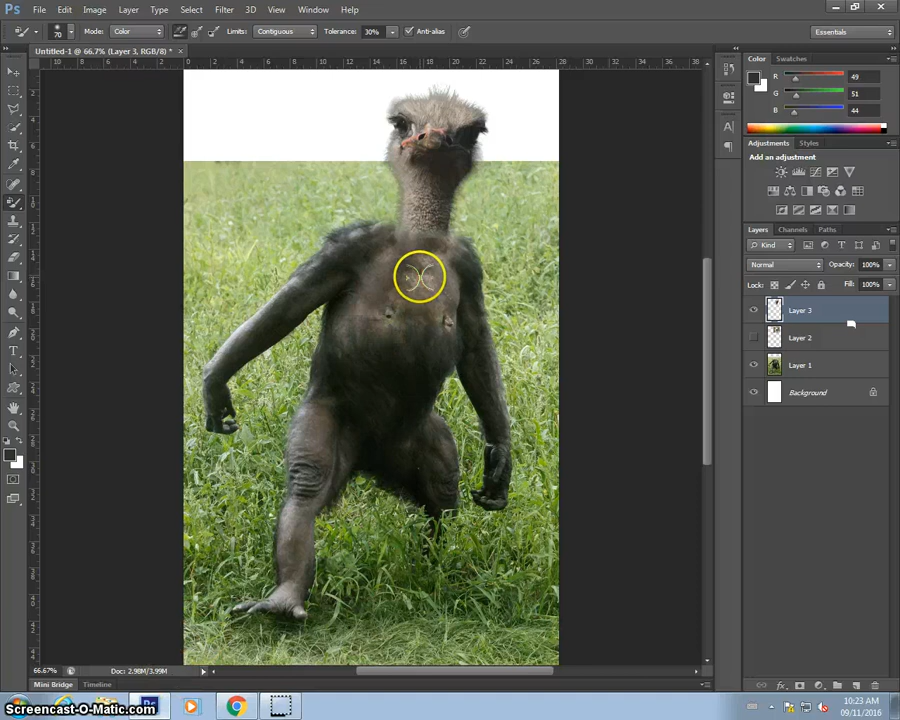 Ps File Edit Image Layer Type Select Filter 3D View Window Help
70 Mode: Color Limits: Contiguous Tolerance: 30% Anti-alias Essentials
Untitled-1 @ 66.7% (Layer 3, RGB/8) *
Color Swatches
R 49
G 51
B 44
Adjustments Styles
Add an adjustment
Layers Channels Paths
Kind
Normal Opacity: 100%
Lock: Fill: 100%
Layer 3
Layer 2
Layer 1
Background
66.67% Doc: 2.98M/3.99M
Mini Bridge Timeline
Screencast-O-Matic.com
10:23 AM
09/11/2016